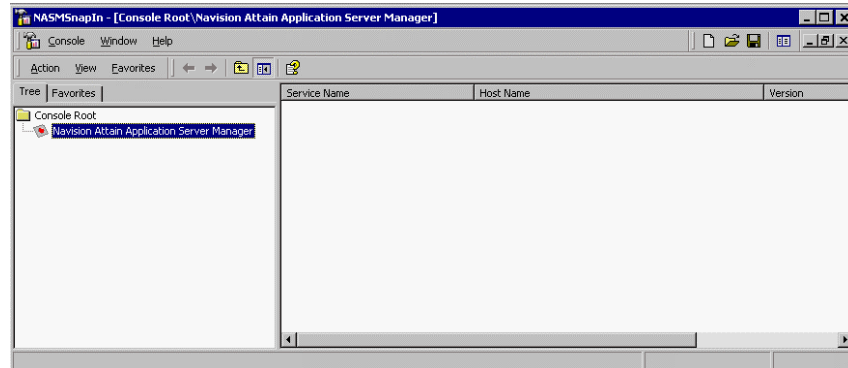 NASMSnapIn - [Console Root\Navision Attain Application Server Manager]
Console Window Help
Action View Favorites
Tree Favorites
Service Name Host Name Version
Console Root
Navision Attain Application Server Manager